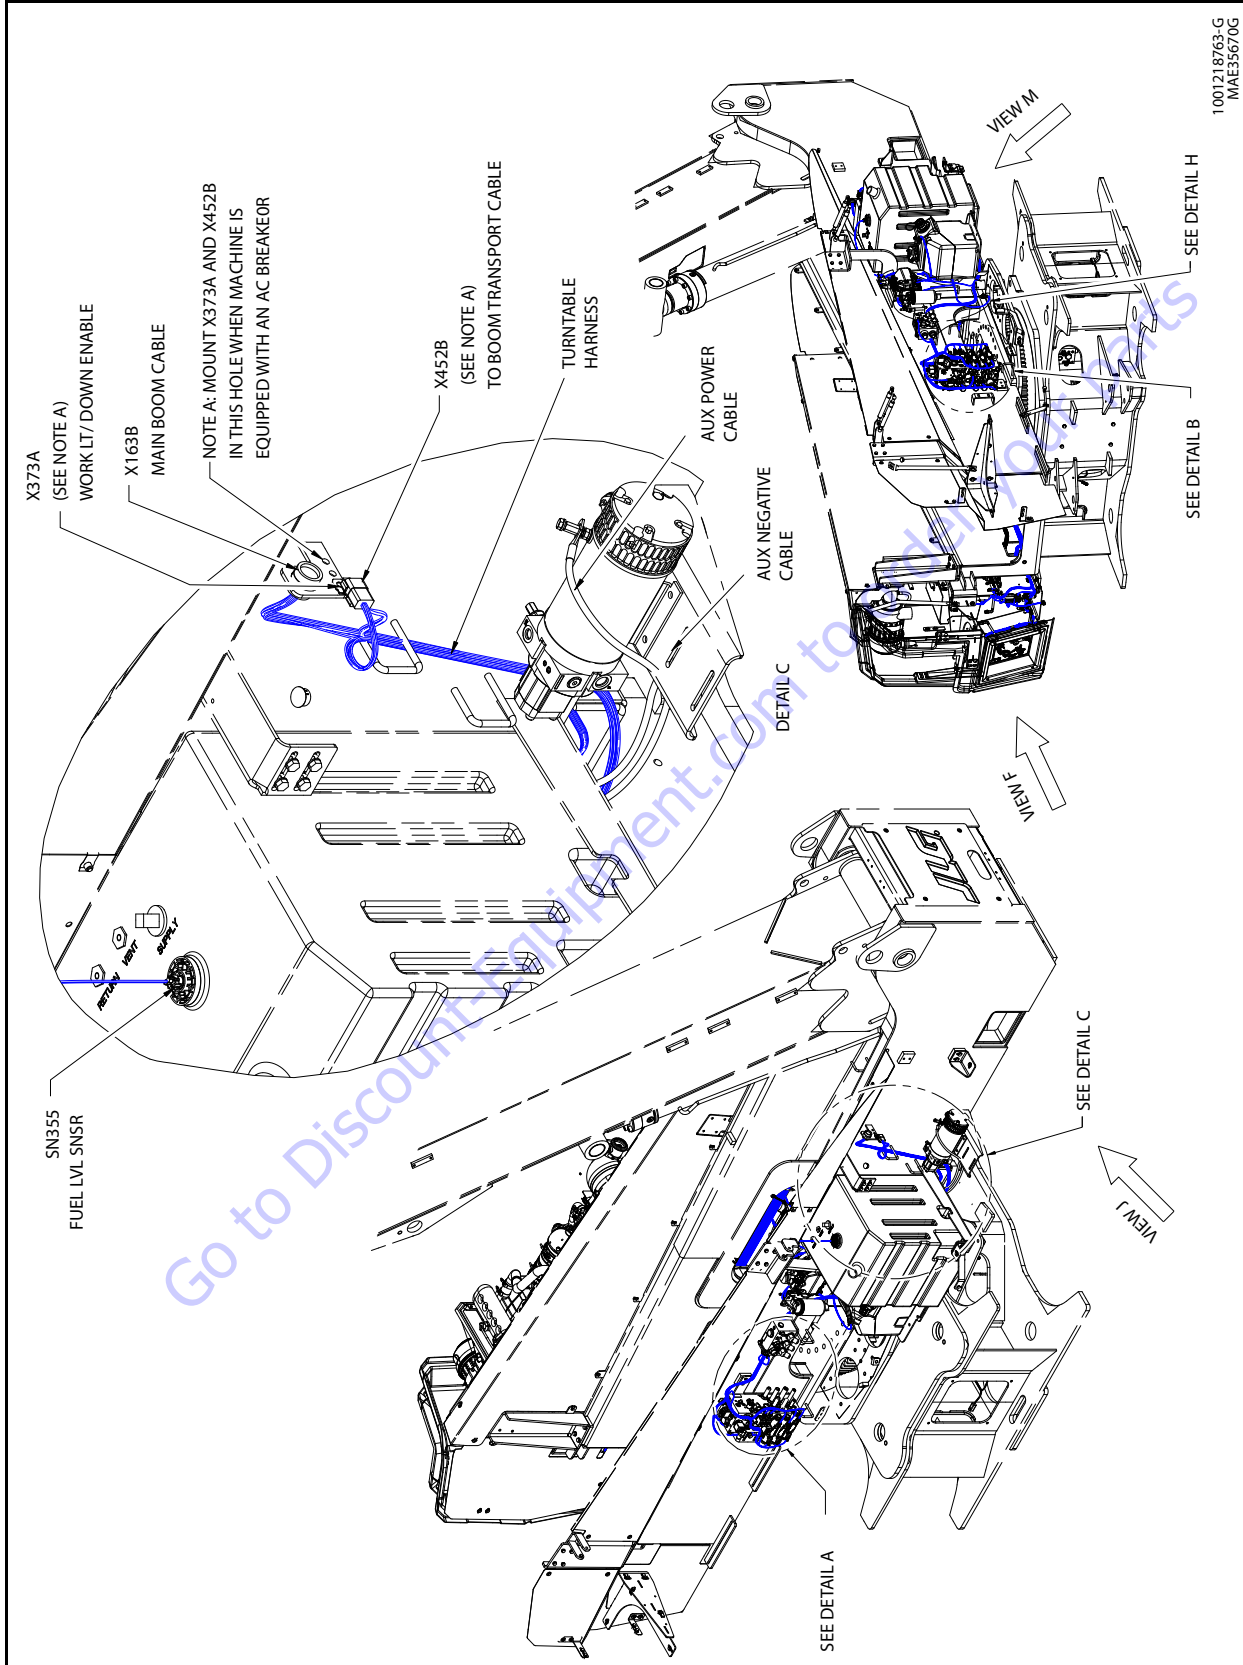 X373A
(SEE NOTE A)
WORK LT/ DOWN ENABLE
X163B
MAIN BOOM CABLE
NOTE A: MOUNT X373A AND X452B
IN THIS HOLE WHEN MACHINE IS
EQUIPPED WITH AN AC BREAKE0R
X452B
(SEE NOTE A)
TO BOOM TRANSPORT CABLE
TURNTABLE
HARNESS
AUX POWER
CABLE
AUX NEGATIVE
CABLE
DETAIL C
SN355
FUEL LVL SNSR
RETURN
VENT
SUPPLY
VIEW M
SEE DETAIL H
SEE DETAIL B
VIEW F
JLG
SEE DETAIL C
VIEW J
SEE DETAIL A
1001218763-G
MAE35670G
Go to Discount-Equipment.com to order your parts